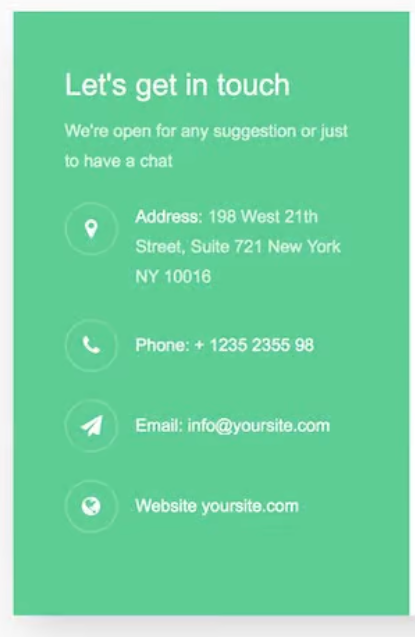 Let's get in touch
We're open for any suggestion or just
to have a chat
Address: 198 West 21th
Street, Suite 721 New York
NY 10016
Phone: + 1235 2355 98
Email: info@yoursite.com
Website yoursite.com